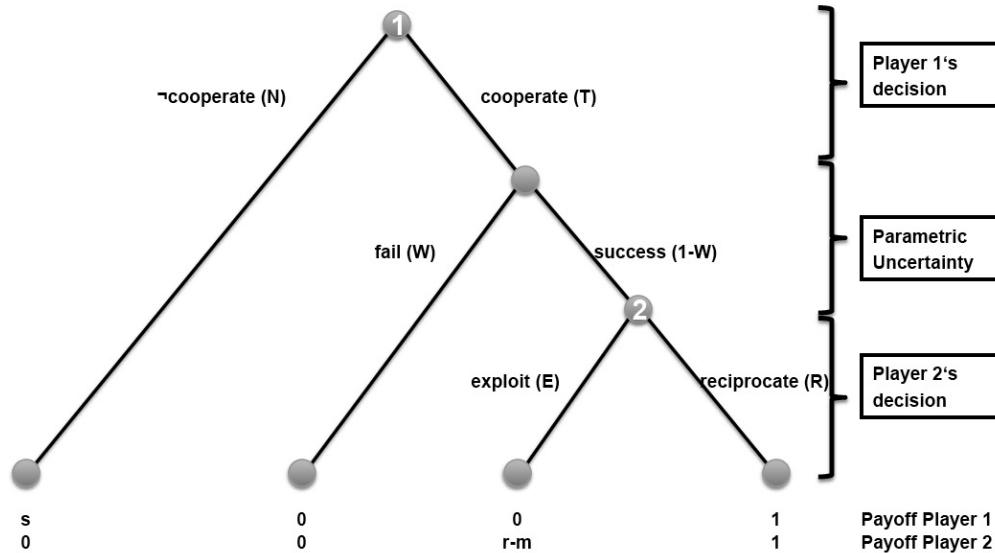 1
Player 1‘s
decision
¬cooperate (N)
cooperate (T)
fail (W)
success (1-W)
Parametric
Uncertainty
2
exploit (E)
reciprocate (R)
Player 2‘s
decision
s 0 0 1 Payoff Player 1
0 0 r-m 1 Payoff Player 2